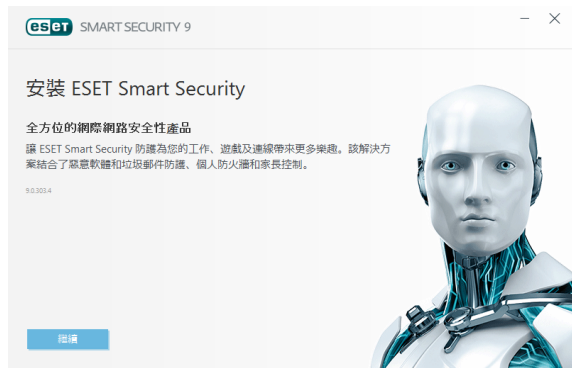 eseT SMART SECURITY 9
安裝 ESET Smart Security
全方位的網際網路安全性產品
讓 ESET Smart Security 防護為您的工作、遊戲及連線帶來更多樂趣。該解決方
案結合了惡意軟體和垃圾郵件防護、個人防火牆和家長控制。
9.0.303.4
繼續